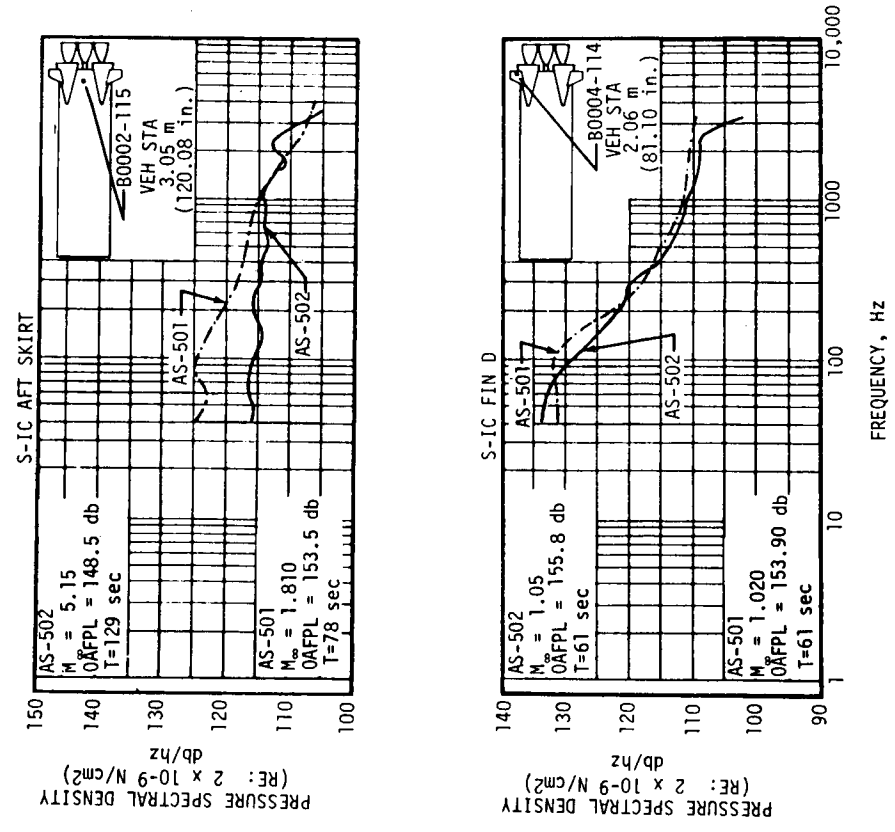 S-IC AFT SKIRT
PRESSURE SPECTRAL DENSITY
(RE: 2 x 10-9 N/cm2)
db/hz
150
140
130
120
110
100
AS-502
M∞ = 5.15
OAFPL = 148.5 db
T=129 sec
AS-501
M∞ = 1.810
OAFPL = 153.5 db
T=78 sec
AS-501
AS-502
B0002-115
VEH STA
3.05 m
(120.08 in.)
S-IC FIN D
PRESSURE SPECTRAL DENSITY
(RE: 2 x 10-9 N/cm2)
db/hz
140
130
120
110
100
90
AS-502
M∞ = 1.05
OAFPL = 155.8 db
T=61 sec
AS-501
M∞ = 1.020
OAFPL = 153.90 db
T=61 sec
AS-501
AS-502
B0004-114
VEH STA
2.06 m
(81.10 in.)
1
10
100
1000
10,000
FREQUENCY, Hz